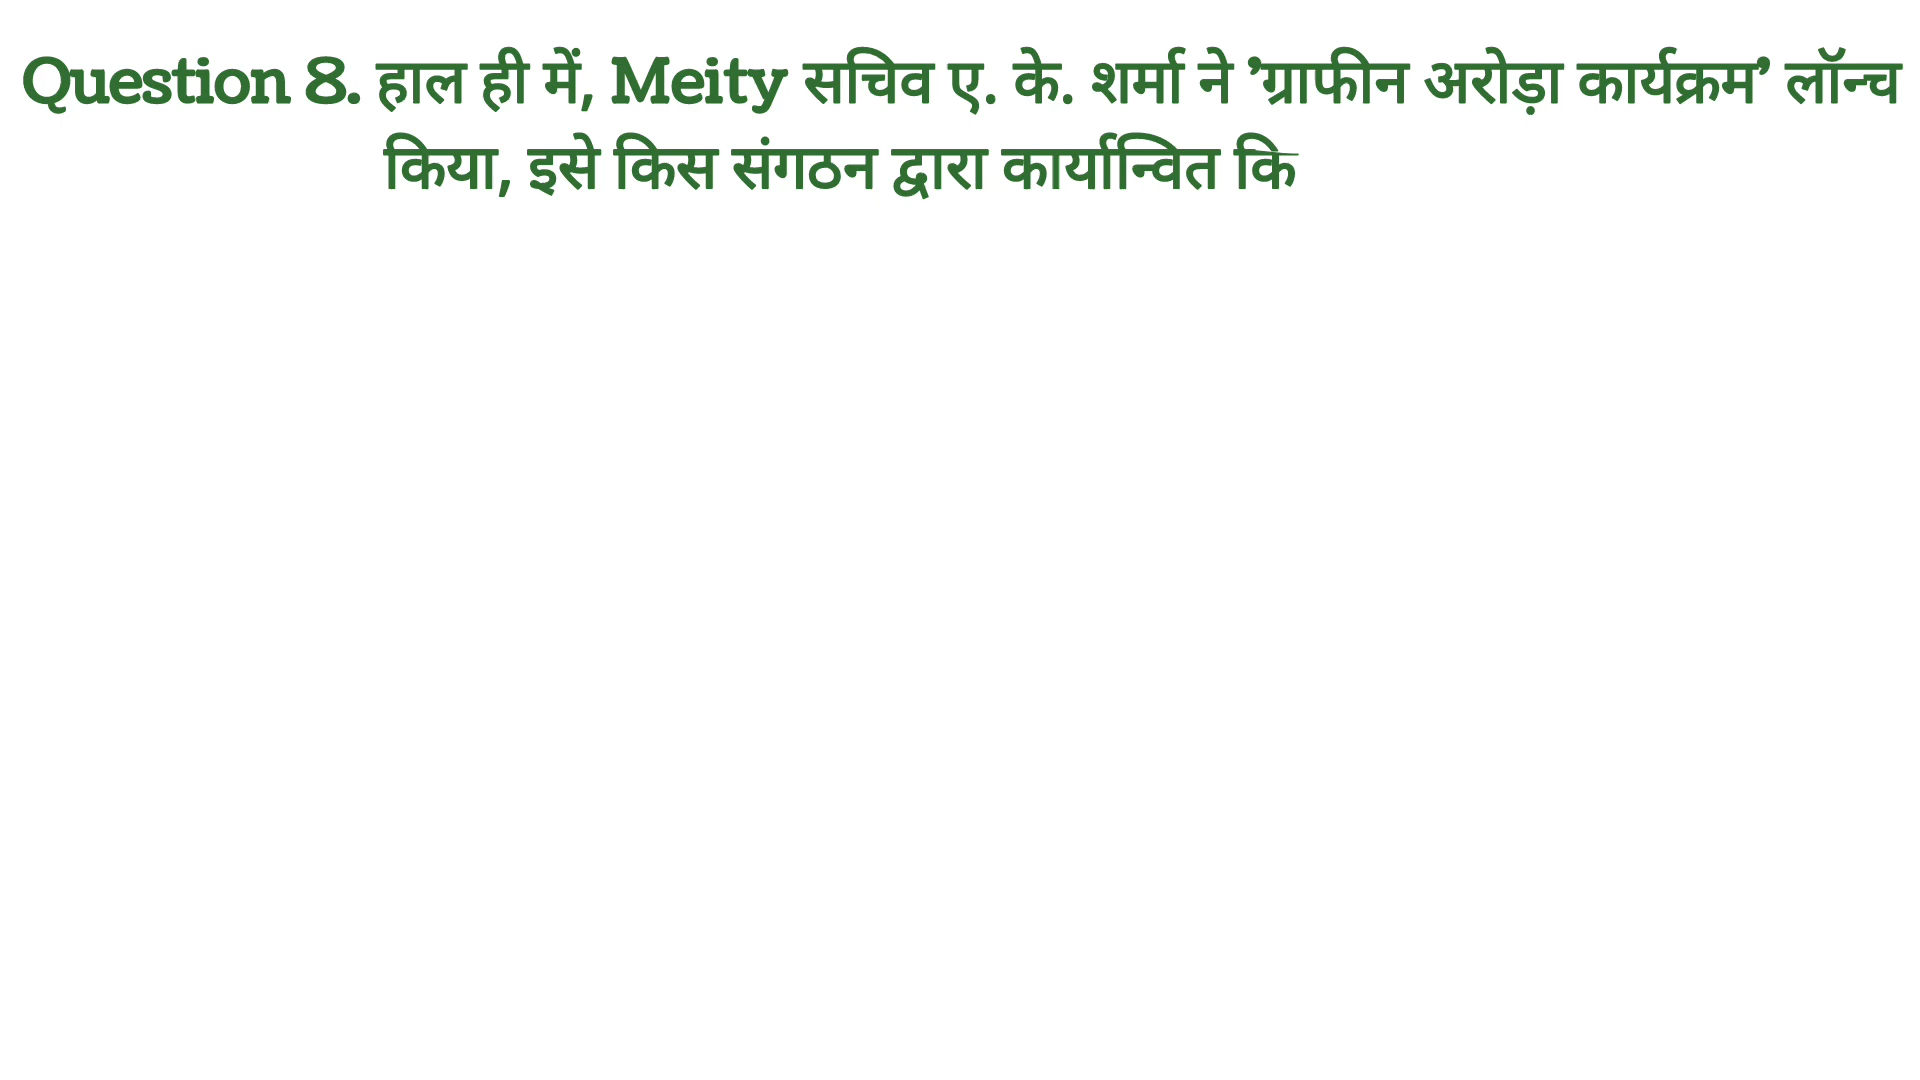 Question 8. हाल ही में, Meity सचिव ए. के. शर्मा ने ’ग्राफीन अरोड़ा कार्यक्रम’ लॉन्च
किया, इसे किस संगठन द्वारा कार्यान्वित कि